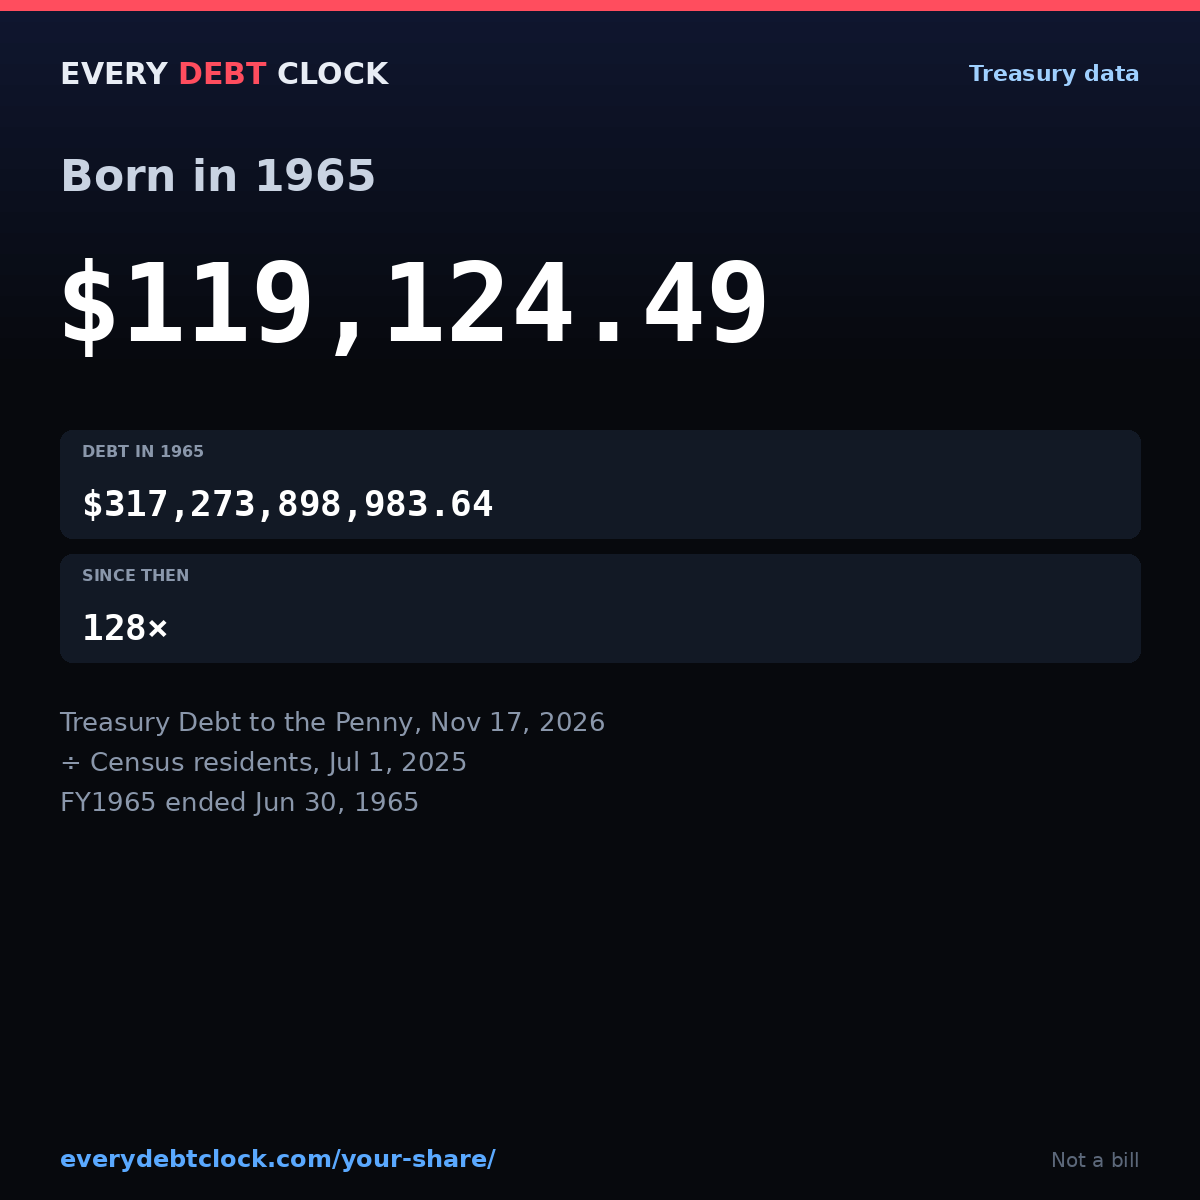 EVERY DEBT CLOCK
Treasury data
Born in 1965
$119,124.49
DEBT IN 1965
$317,273,898,983.64
SINCE THEN
128×
Treasury Debt to the Penny, Nov 17, 2026
÷ Census residents, Jul 1, 2025
FY1965 ended Jun 30, 1965
everydebtclock.com/your-share/
Not a bill